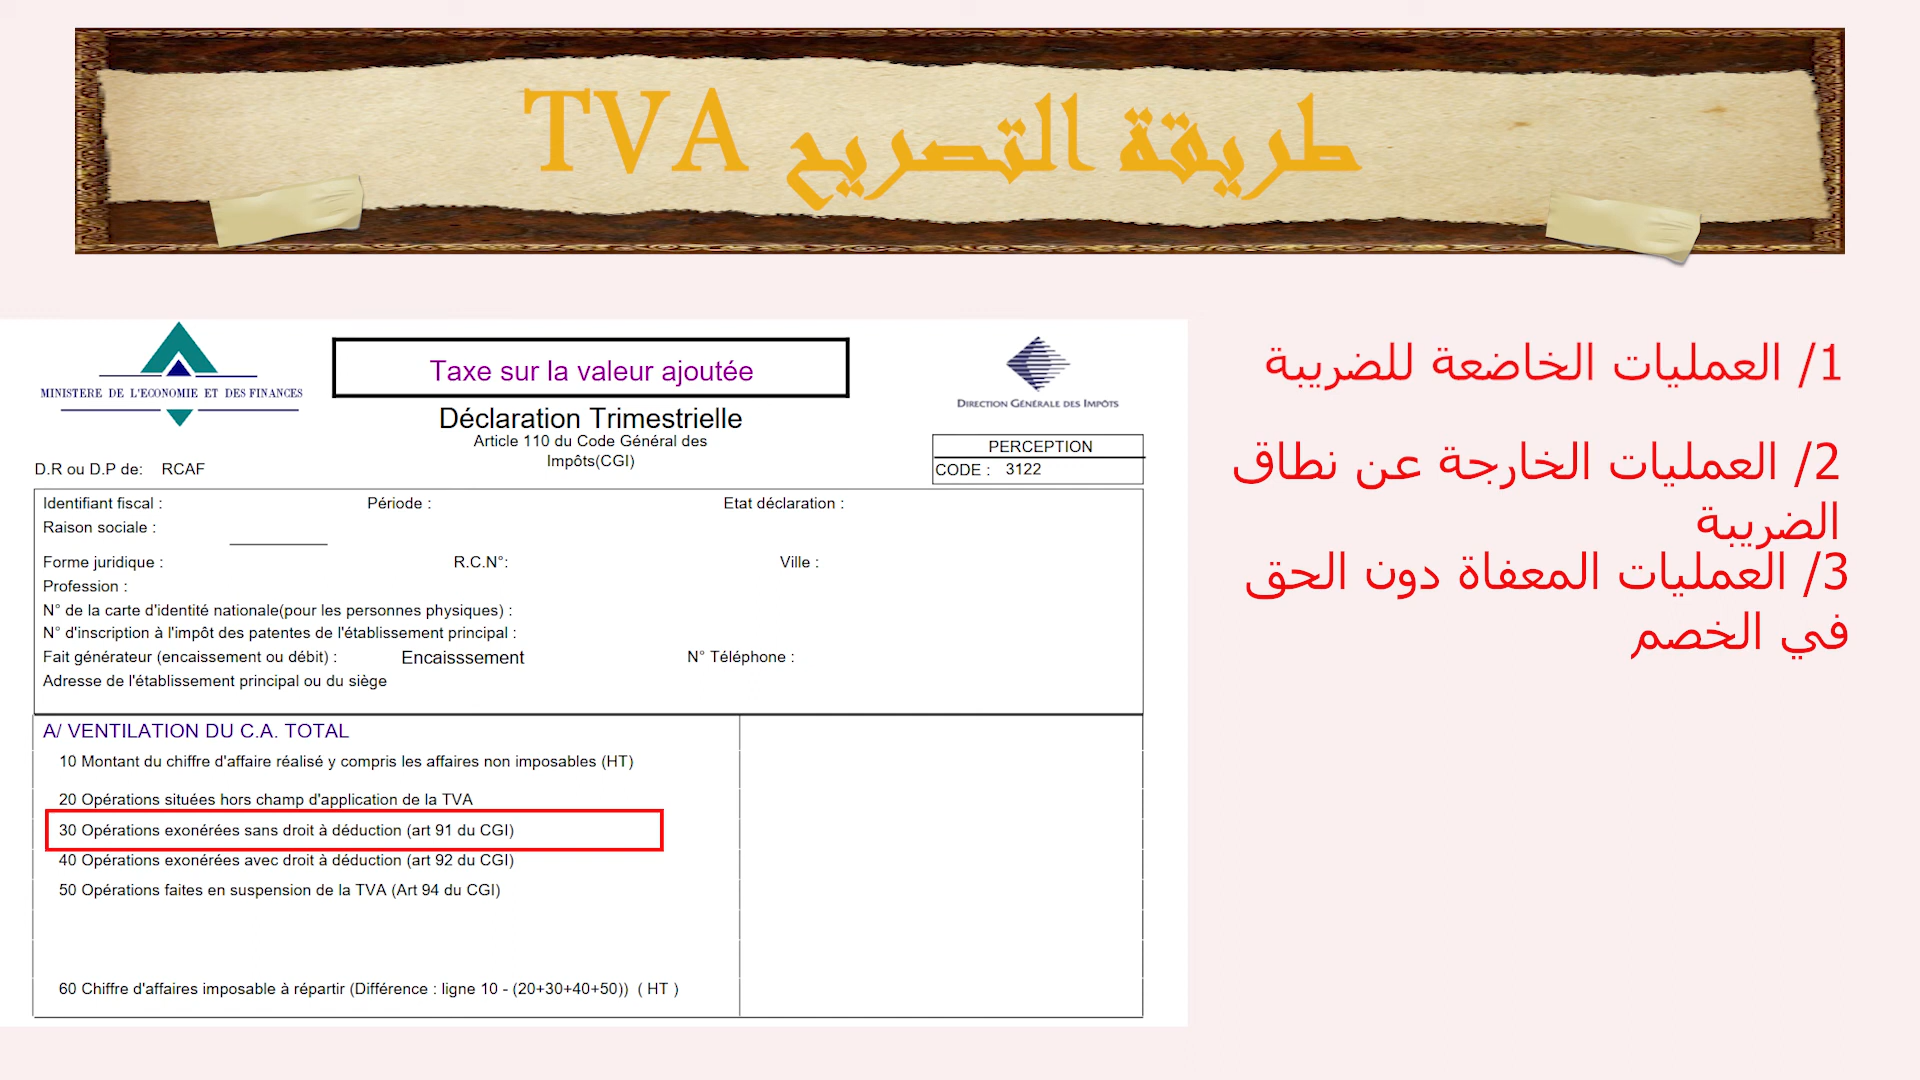 طريقة التصريح TVA
MINISTERE DE L'ECONOMIE ET DES FINANCES
Taxe sur la valeur ajoutée
Déclaration Trimestrielle
Article 110 du Code Général des
Impôts(CGI)
DIRECTION GÉNÉRALE DES IMPÔTS
PERCEPTION
CODE : 3122
D.R ou D.P de: RCAF
Identifiant fiscal : Période : Etat déclaration :
Raison sociale :
Forme juridique : R.C.N°: Ville :
Profession :
N° de la carte d'identité nationale(pour les personnes physiques) :
N° d'inscription à l'impôt des patentes de l'établissement principal :
Fait générateur (encaissement ou débit) : Encaisssement N° Téléphone :
Adresse de l'établissement principal ou du siège
A/ VENTILATION DU C.A. TOTAL
10 Montant du chiffre d'affaire réalisé y compris les affaires non imposables (HT)
20 Opérations situées hors champ d'application de la TVA
30 Opérations exonérées sans droit à déduction (art 91 du CGI)
40 Opérations exonérées avec droit à déduction (art 92 du CGI)
50 Opérations faites en suspension de la TVA (Art 94 du CGI)
60 Chiffre d'affaires imposable à répartir (Différence : ligne 10 - (20+30+40+50)) ( HT )
1/ العمليات الخاضعة للضريبة
2/ العمليات الخارجة عن نطاق
الضريبة
3/ العمليات المعفاة دون الحق
في الخصم